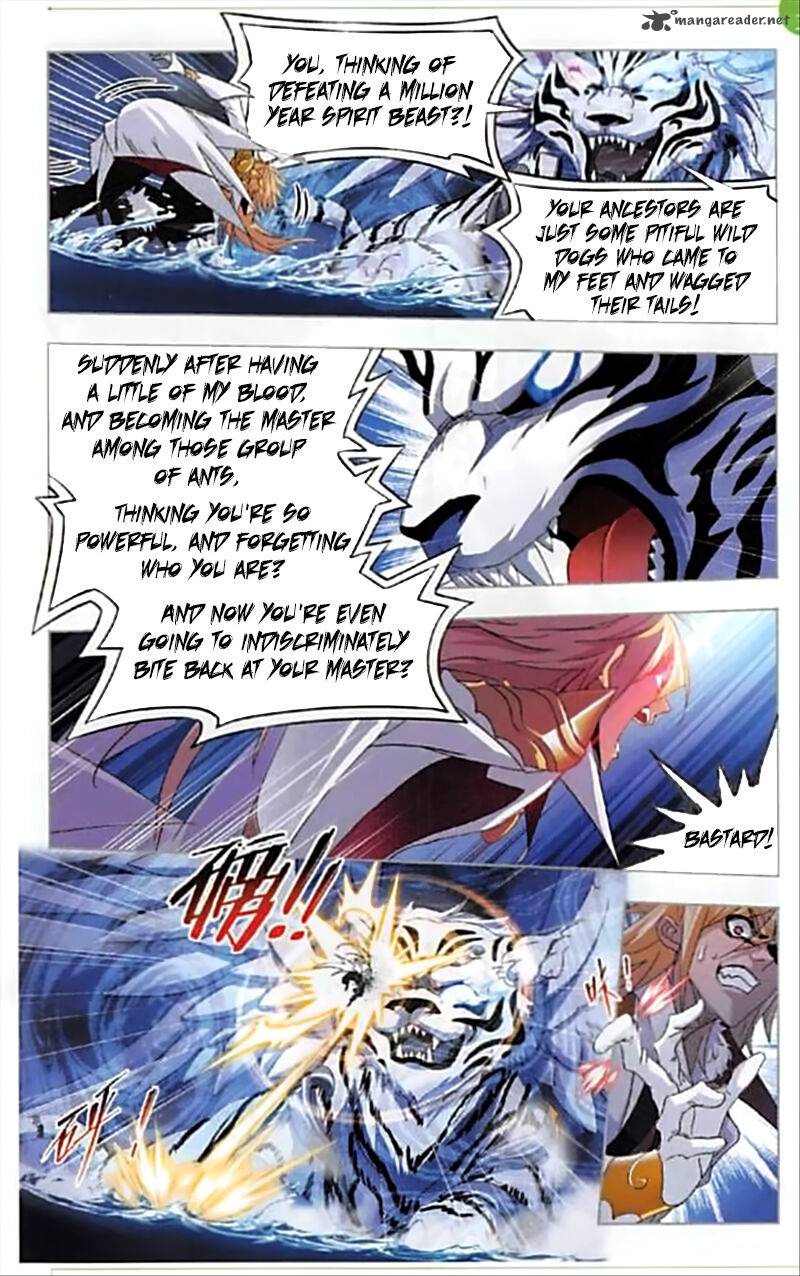 mangareader.net
YOU, THINKING OF
DEFEATING A MILLION
YEAR SPIRIT BEAST?!
YOUR ANCESTORS ARE
JUST SOME PITIFUL WILD
DOGS WHO CAME TO
MY FEET AND WAGGED
THEIR TAILS!
SUDDENLY AFTER HAVING
A LITTLE OF MY BLOOD,
AND BECOMING THE MASTER
AMONG THOSE GROUP
OF ANTS,
THINKING YOU'RE SO
POWERFUL, AND FORGETTING
WHO YOU ARE?
AND NOW YOU'RE EVEN
GOING TO INDISCRIMINATELY
BITE BACK AT YOUR MASTER?
BASTARD!
磅!!
砰!
咔!